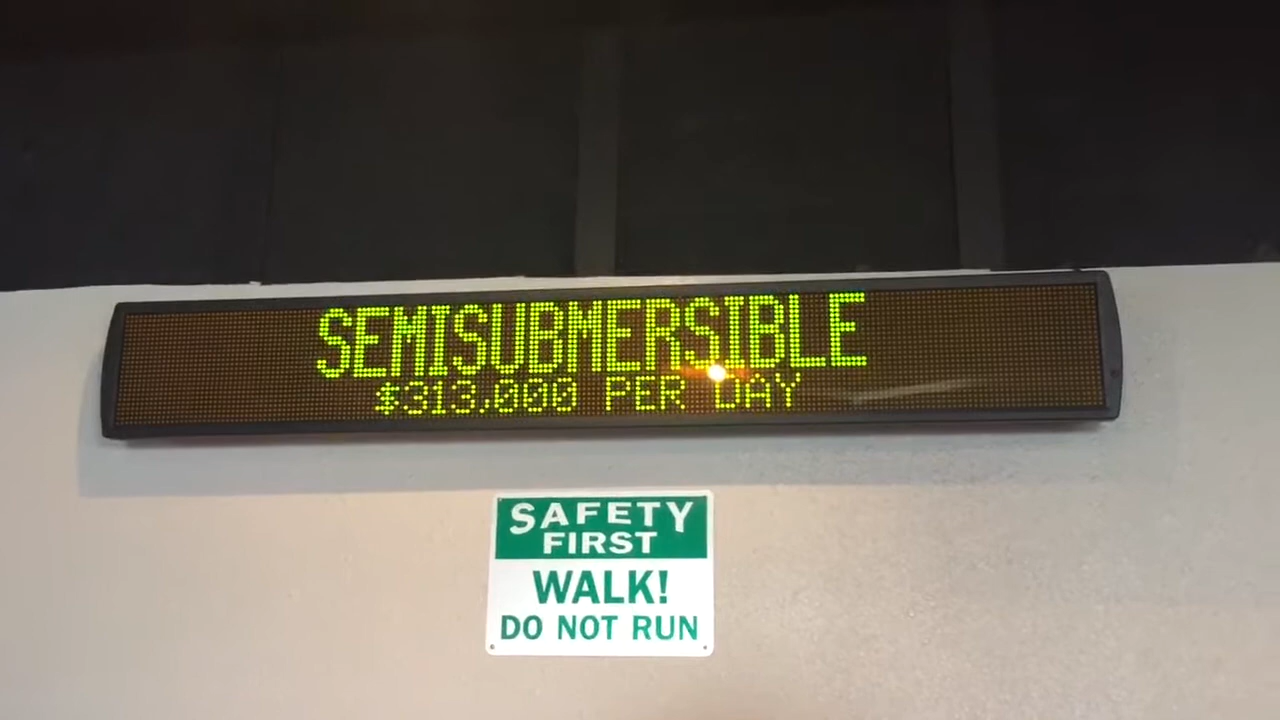 SEMISUBMERSIBLE
$313,000 PER DAY
SAFETY
FIRST
WALK!
DO NOT RUN